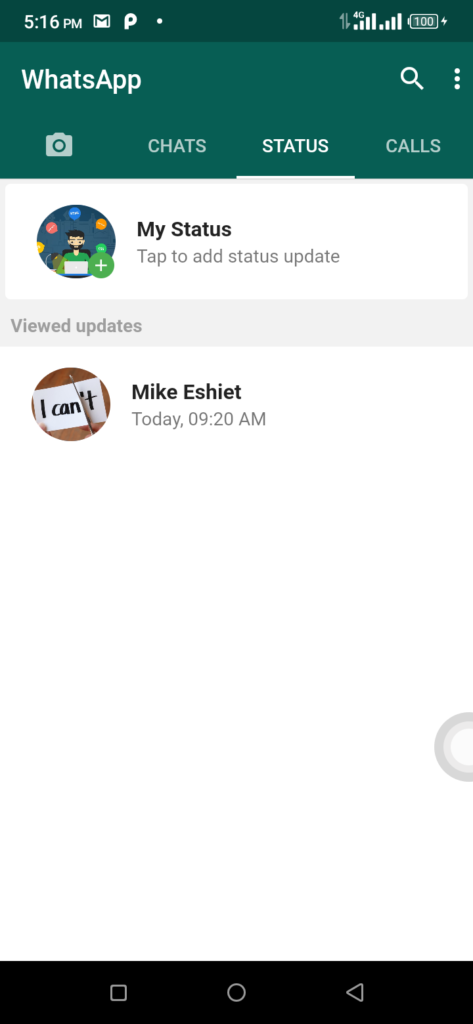 5:16 PM 4G 100
WhatsApp
CHATS STATUS CALLS
My Status
Tap to add status update
Viewed updates
I can't
Mike Eshiet
Today, 09:20 AM